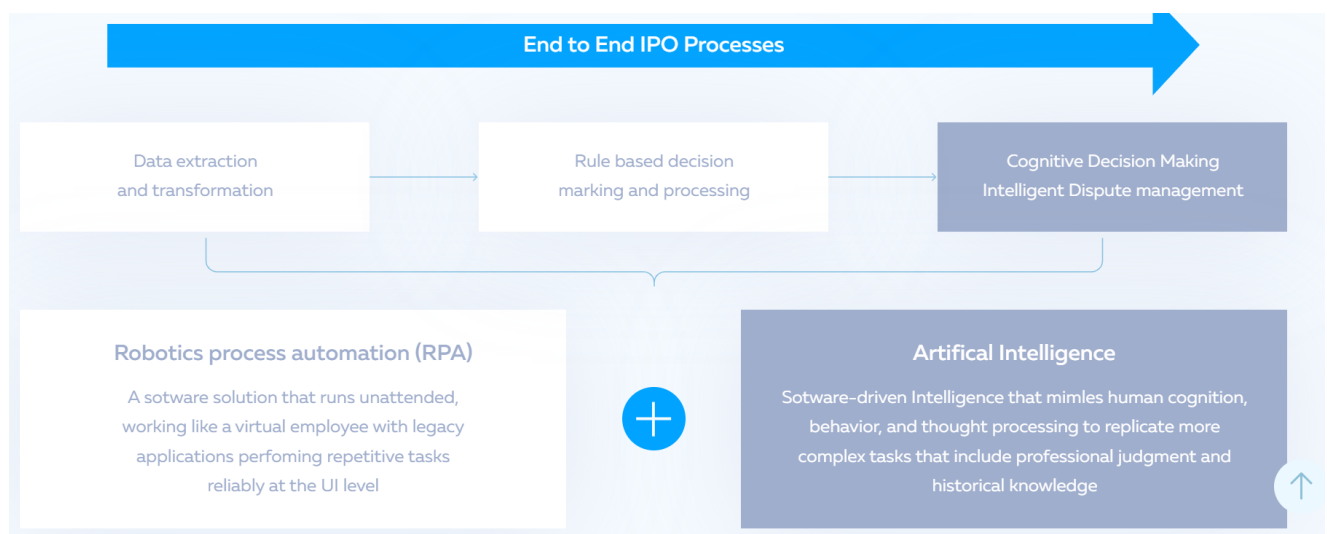 End to End IPO Processes
Data extraction
and transformation
Rule based decision
marking and processing
Cognitive Decision Making
Intelligent Dispute management
Robotics process automation (RPA)
A sotware solution that runs unattended,
working like a virtual employee with legacy
applications perfoming repetitive tasks
reliably at the UI level
Artifical Intelligence
Sotware-driven Intelligence that mimles human cognition,
behavior, and thought processing to replicate more
complex tasks that include professional judgment and
historical knowledge